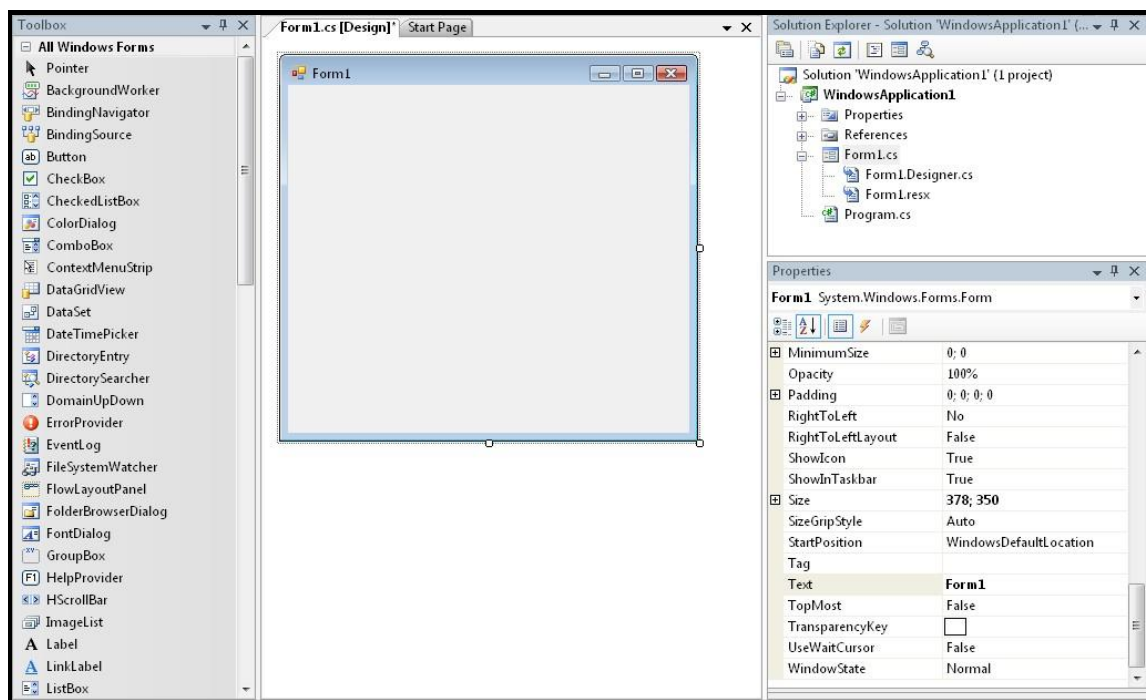 Toolbox
All Windows Forms
Pointer
BackgroundWorker
BindingNavigator
BindingSource
ab Button
CheckBox
CheckedListBox
ColorDialog
ComboBox
ContextMenuStrip
DataGridView
DataSet
DateTimePicker
DirectoryEntry
DirectorySearcher
DomainUpDown
ErrorProvider
EventLog
FileSystemWatcher
FlowLayoutPanel
FolderBrowserDialog
FontDialog
GroupBox
HelpProvider
HScrollBar
ImageList
A Label
A LinkLabel
ListBox
Form1.cs [Design]* Start Page
Form1
Solution Explorer - Solution 'WindowsApplication1' (...
Solution 'WindowsApplication1' (1 project)
WindowsApplication1
Properties
References
Form1.cs
Form1.Designer.cs
Form1.resx
Program.cs
Properties
Form1 System.Windows.Forms.Form
MinimumSize 0; 0
Opacity 100%
Padding 0; 0; 0; 0
RightToLeft No
RightToLeftLayout False
ShowIcon True
ShowInTaskbar True
Size 378; 350
SizeGripStyle Auto
StartPosition WindowsDefaultLocation
Tag
Text Form1
TopMost False
TransparencyKey
UseWaitCursor False
WindowState Normal